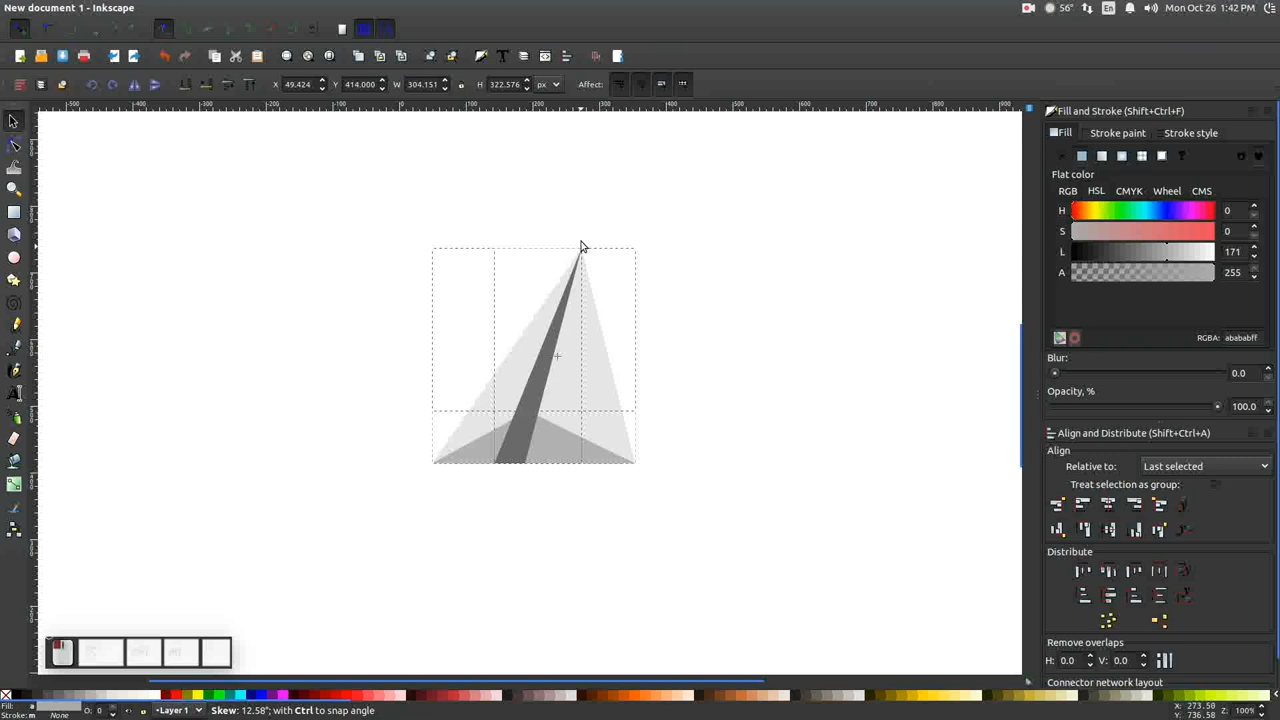 New document 1 - Inkscape
56° En Mon Oct 26 1:42 PM
X 49.424 Y 414.000 W 304.151 H 322.576 px Affect:
Fill and Stroke (Shift+Ctrl+F)
Fill Stroke paint Stroke style
Flat color
RGB HSL CMYK Wheel CMS
H 0
S 0
L 171
A 255
RGBA: abababff
Blur:
0.0
Opacity, %
100.0
Align and Distribute (Shift+Ctrl+A)
Align
Relative to: Last selected
Treat selection as group:
Distribute
Remove overlaps
H: 0.0 V: 0.0
Connector network layout
Fill: a
Stroke: m None
O: 0
Layer 1
Skew: 12.58°; with Ctrl to snap angle
X: 273.50
Y: 736.58
Z: 100%